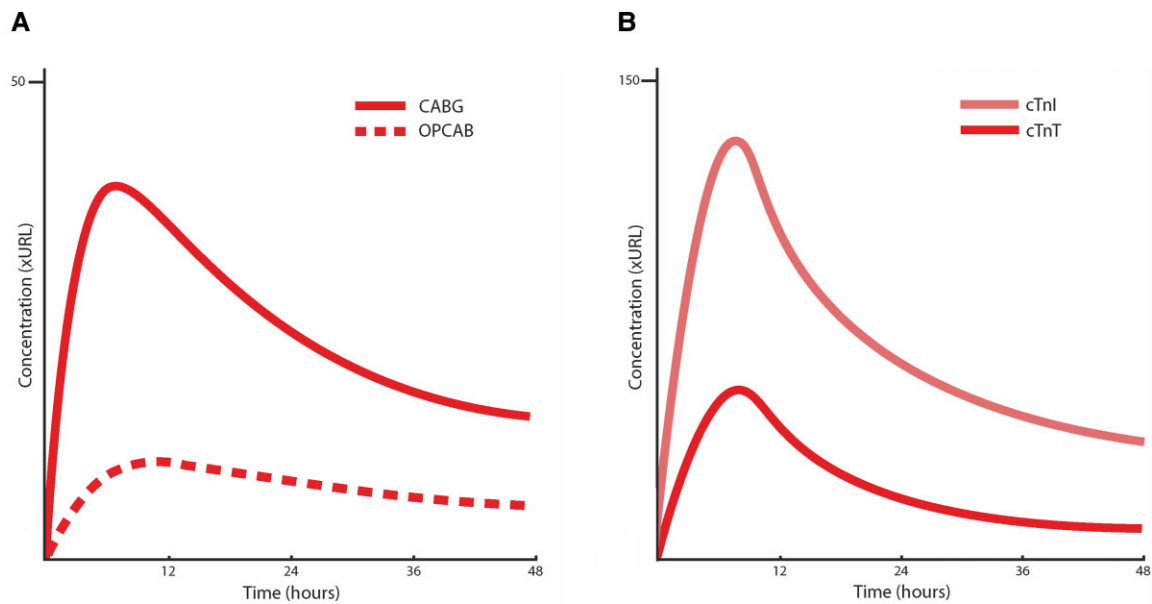 A
50
CABG
OPCAB
Concentration (xURL)
12
24
36
48
Time (hours)
B
150
cTnI
cTnT
Concentration (xURL)
12
24
36
48
Time (hours)